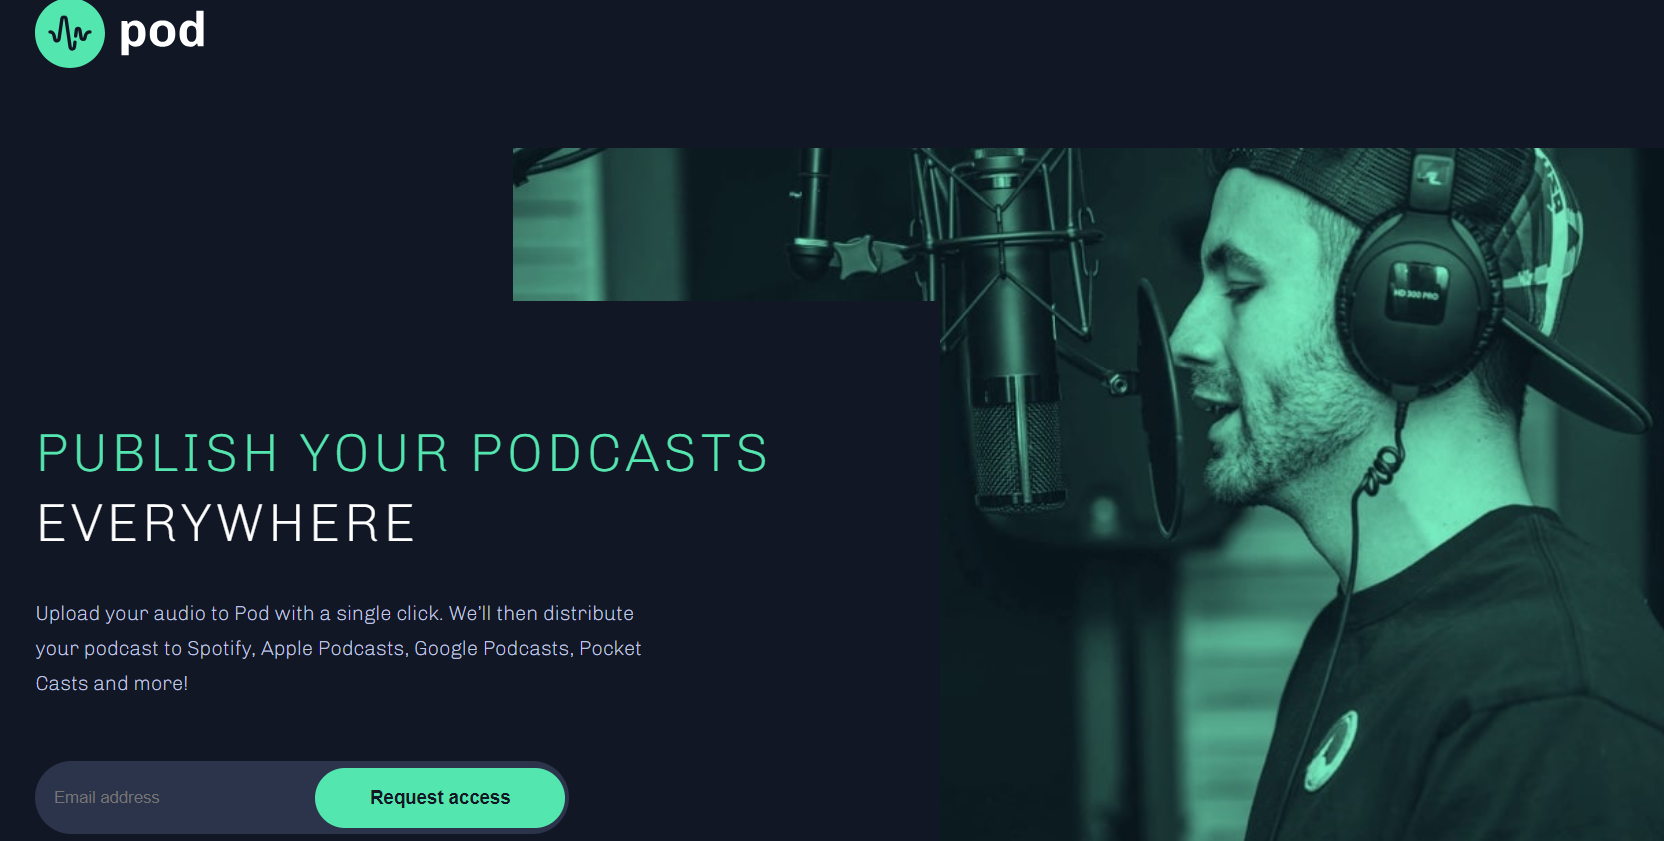 pod
HD 300 PRO
PUBLISH YOUR PODCASTS
EVERYWHERE
Upload your audio to Pod with a single click. We’ll then distribute
your podcast to Spotify, Apple Podcasts, Google Podcasts, Pocket
Casts and more!
Email address
Request access